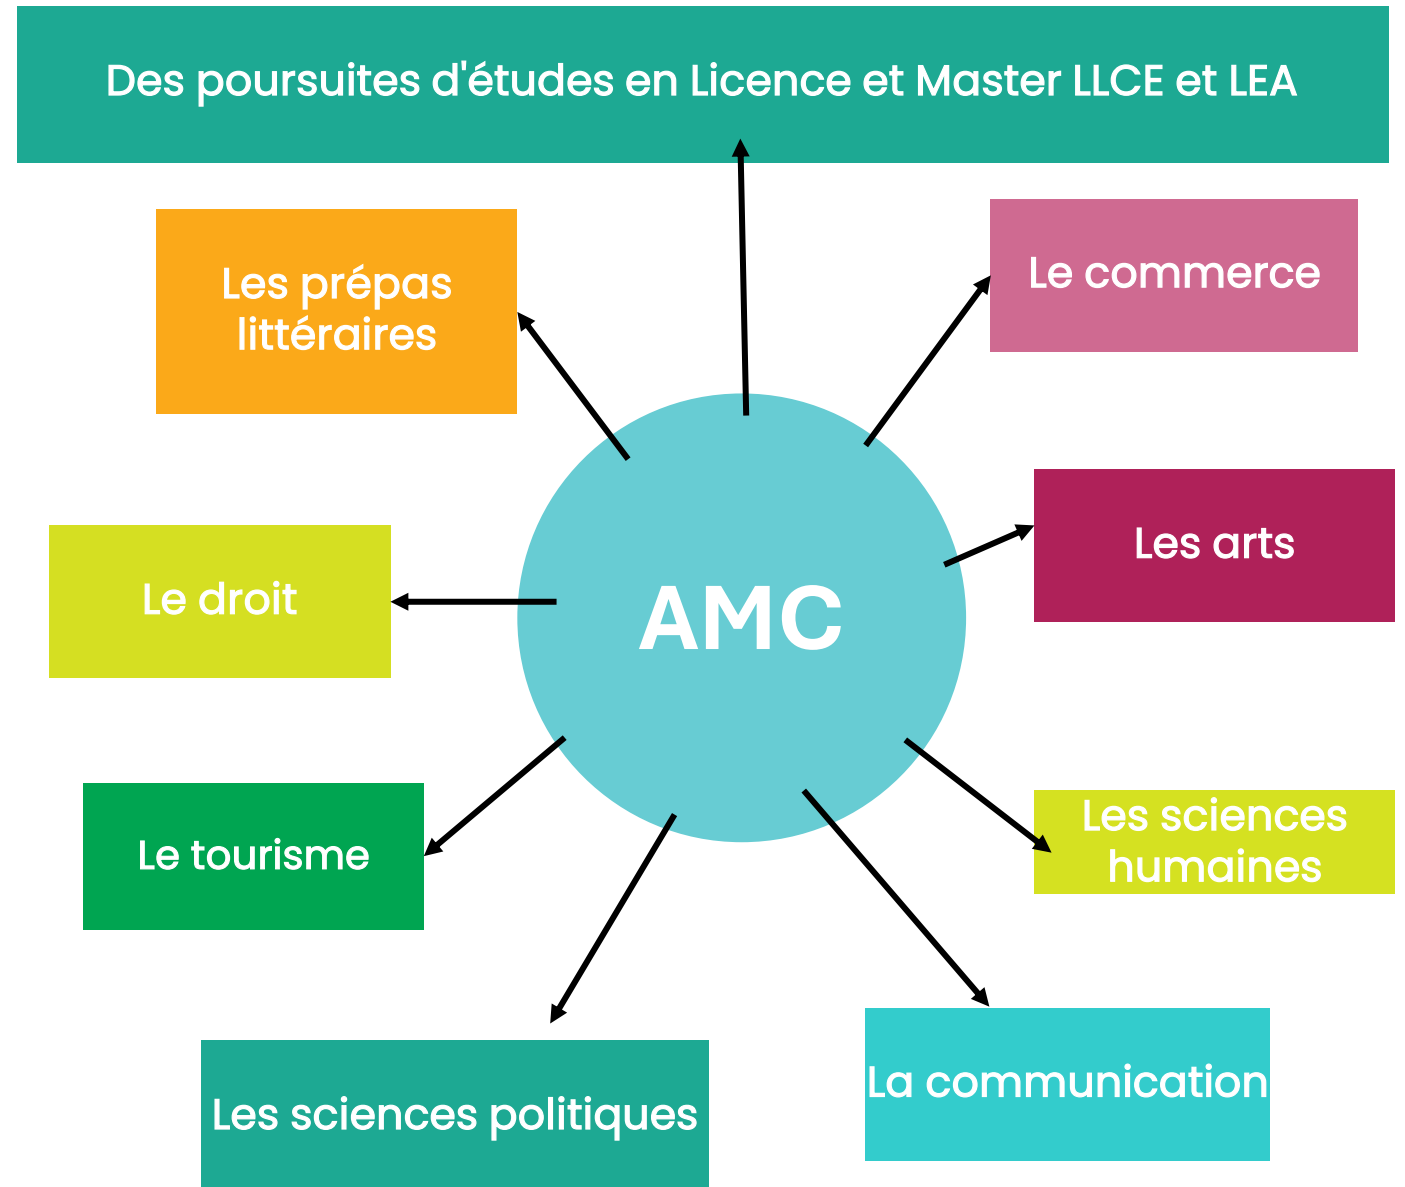 Des poursuites d'études en Licence et Master LLCE et LEA
Les prépas
littéraires
Le commerce
Les arts
Le droit
AMC
Le tourisme
Les sciences
humaines
Les sciences politiques
La communication